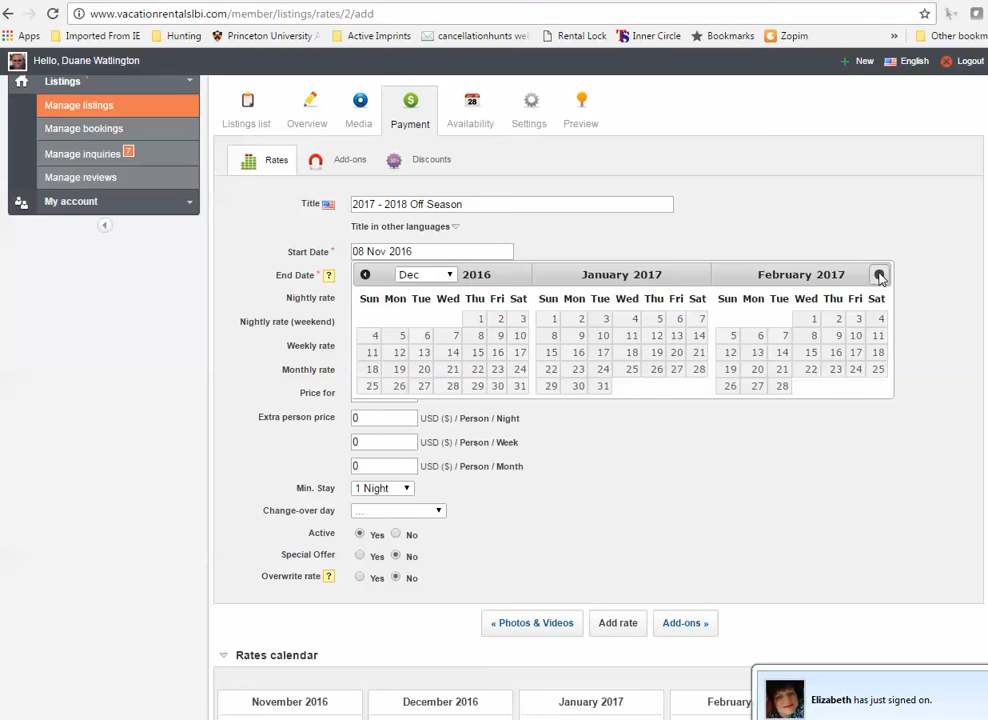 www.vacationrentalslbi.com/member/listings/rates/2/add
Apps Imported From IE Hunting Princeton University Active Imprints cancellationhunts web Rental Lock Inner Circle Bookmarks Zopim » Other bookm
Hello, Duane Watlington + New English Logout
Listings *
Manage listings
Manage bookings
Manage inquiries 7
Manage reviews
My account
Listings list Overview Media Payment Availability Settings Preview
$ 28
Rates Add-ons Discounts
Title 2017 - 2018 Off Season
Title in other languages
Start Date * 08 Nov 2016
End Date * ?
Nightly rate
Nightly rate (weekend)
Weekly rate
Monthly rate
Price for
Dec 2016 January 2017 February 2017
Sun Mon Tue Wed Thu Fri Sat Sun Mon Tue Wed Thu Fri Sat Sun Mon Tue Wed Thu Fri Sat
1 2 3 1 2 3 4 5 6 7 1 2 3 4
4 5 6 7 8 9 10 8 9 10 11 12 13 14 5 6 7 8 9 10 11
11 12 13 14 15 16 17 15 16 17 18 19 20 21 12 13 14 15 16 17 18
18 19 20 21 22 23 24 22 23 24 25 26 27 28 19 20 21 22 23 24 25
25 26 27 28 29 30 31 29 30 31 26 27 28
Extra person price 0 USD ($) / Person / Night
0 USD ($) / Person / Week
0 USD ($) / Person / Month
Min. Stay 1 Night
Change-over day ...
Active Yes No
Special Offer Yes No
Overwrite rate ? Yes No
« Photos & Videos Add rate Add-ons »
Rates calendar
November 2016 December 2016 January 2017 Februar
Elizabeth has just signed on.